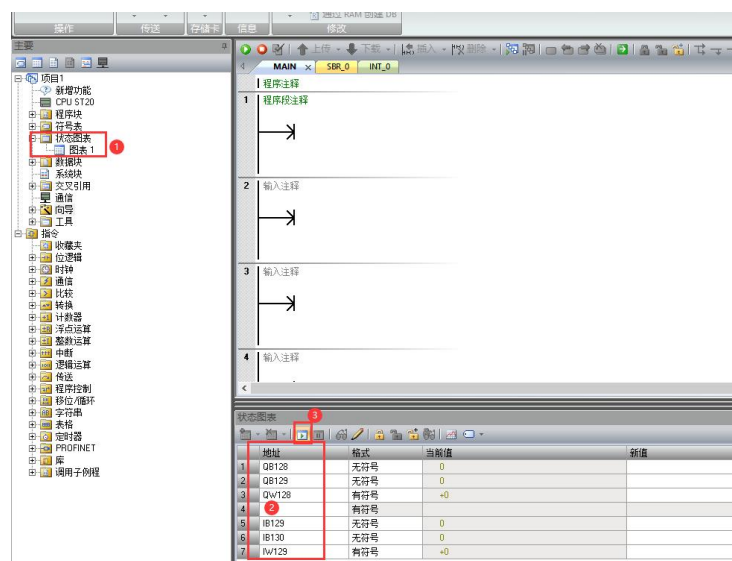 通过 RAM 创建 DB
操作
传送
存储卡
信息
修改
主要
上传
下载
插入
删除
MAIN
SBR_0
INT_0
项目1
新增功能
CPU ST20
程序块
符号表
状态图表
图表 1
数据块
系统块
交叉引用
通信
向导
工具
指令
收藏夹
位逻辑
时钟
通信
比较
转换
计数器
浮点运算
整数运算
中断
逻辑运算
传送
程序控制
移位/循环
字符串
表格
定时器
PROFINET
库
调用子例程
1
程序注释
1 程序段注释
2 输入注释
3 输入注释
4 输入注释
状态图表
3
地址 格式 当前值 新值
1 QB128 无符号 0
2 QB129 无符号 0
3 QW128 有符号 +0
4 2 有符号
5 IB129 无符号 0
6 IB130 无符号 0
7 IW129 有符号 +0